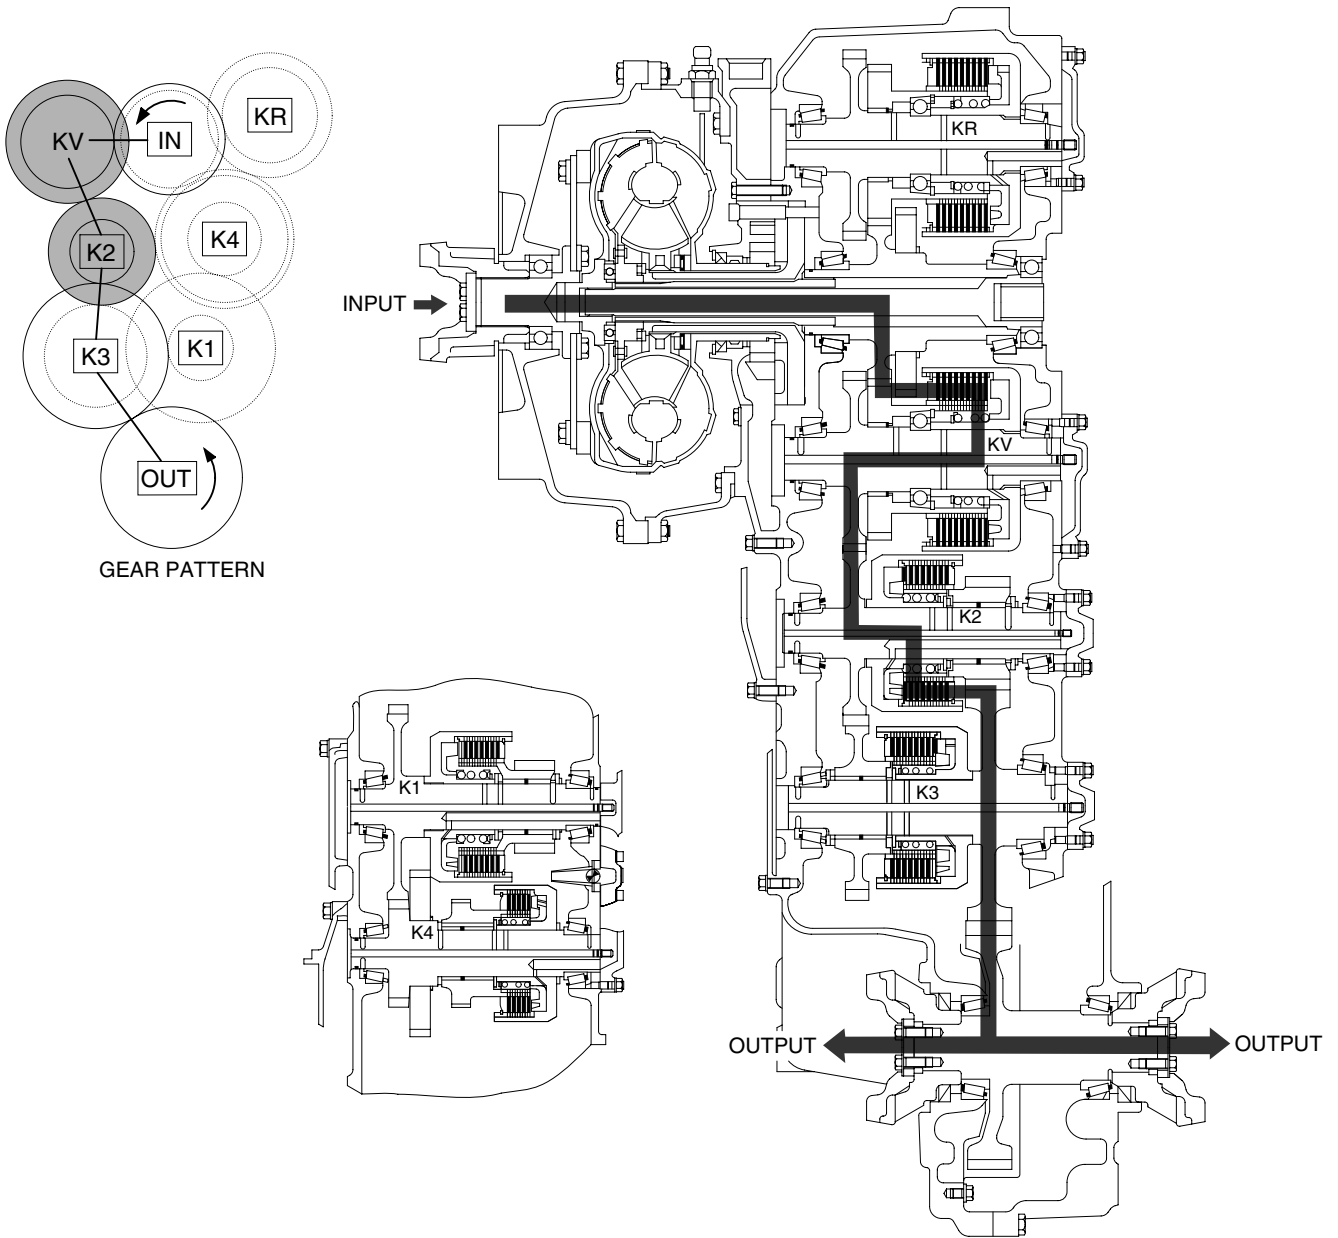 KR
KV
IN
K2
K4
K3
K1
OUT
GEAR PATTERN
KR
INPUT
KV
K2
K1
K3
K4
OUTPUT
OUTPUT